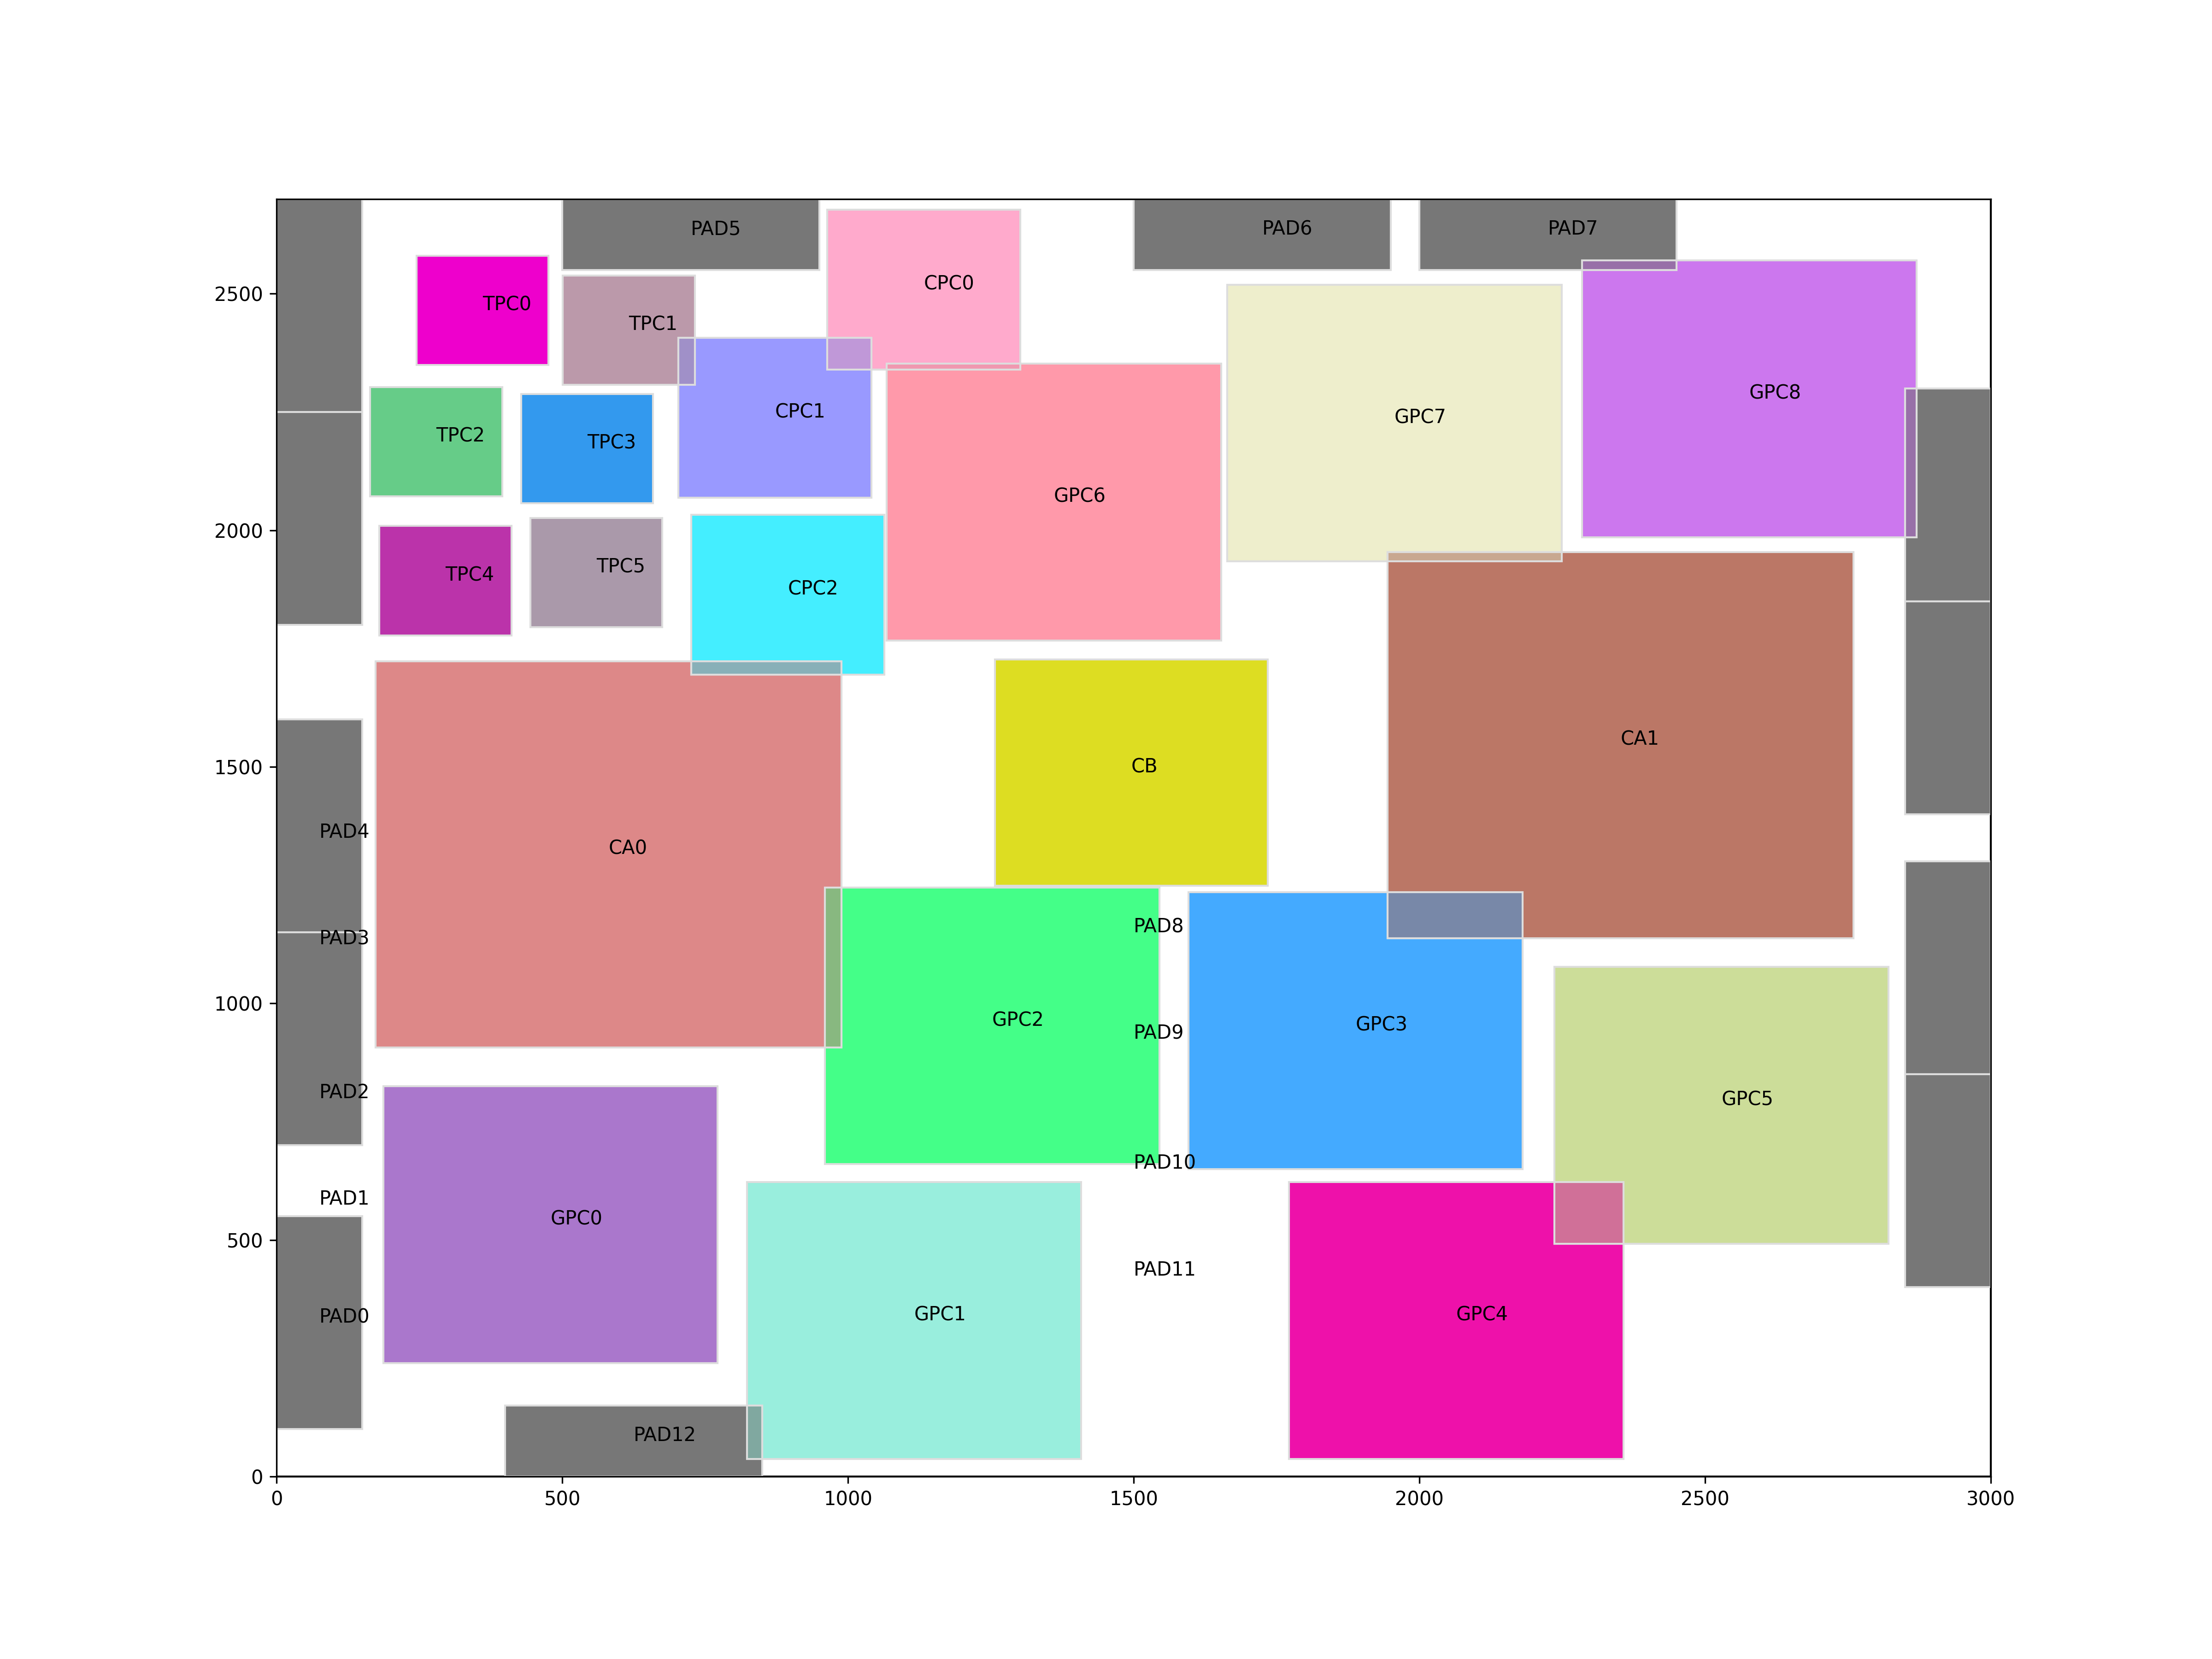 PAD5
PAD6
PAD7
CPC0
TPC0
TPC1
2500
GPC8
CPC1
GPC7
TPC2
TPC3
GPC6
2000
TPC4
TPC5
CPC2
CA1
CB
1500
PAD4
CA0
PAD3
PAD8
1000
GPC2
PAD9
GPC3
PAD2
GPC5
PAD10
PAD1
GPC0
500
PAD11
PAD0
GPC1
GPC4
PAD12
0
0 500 1000 1500 2000 2500 3000